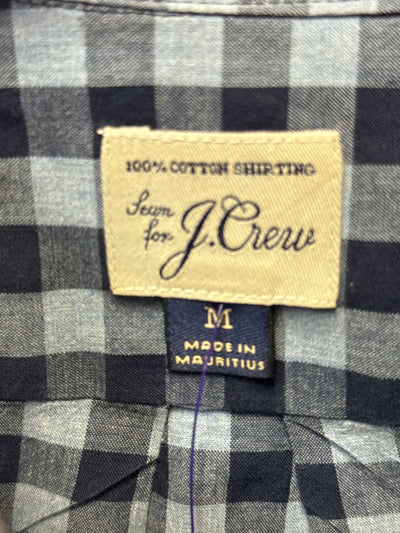 100% COTTON SHIRTING
Sewn
for J.Crew
M
MADE IN
MAURITIUS